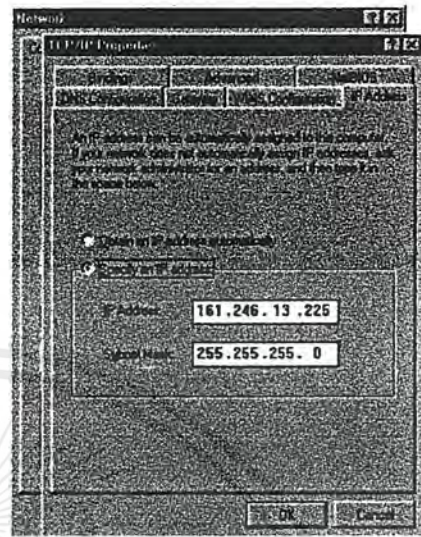 Network
TCP/IP Properties
Bindings Advanced NetBIOS
DNS Configuration Gateway WINS Configuration IP Address
An IP address can be automatically assigned to this computer.
If your network does not automatically assign IP addresses, ask
your network administrator for an address, and then type it in
the space below.
Obtain an IP address automatically
Specify an IP address:
IP Address: 161.246.13.225
Subnet Mask: 255.255.255.0
OK Cancel